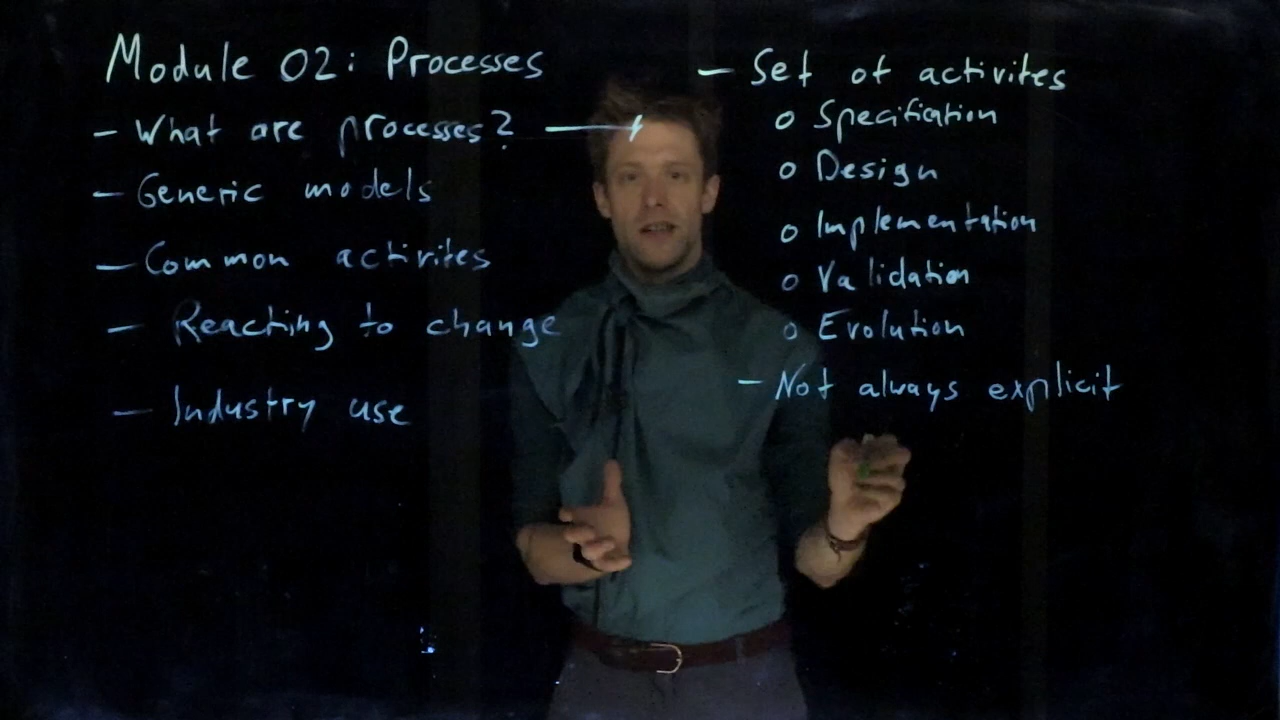 Module 02: Processes
- What are processes? →
- Generic models
- Common activites
- Reacting to change
- Industry use
- Set of activites
o Specification
o Design
o Implementation
o Validation
o Evolution
- Not always explicit